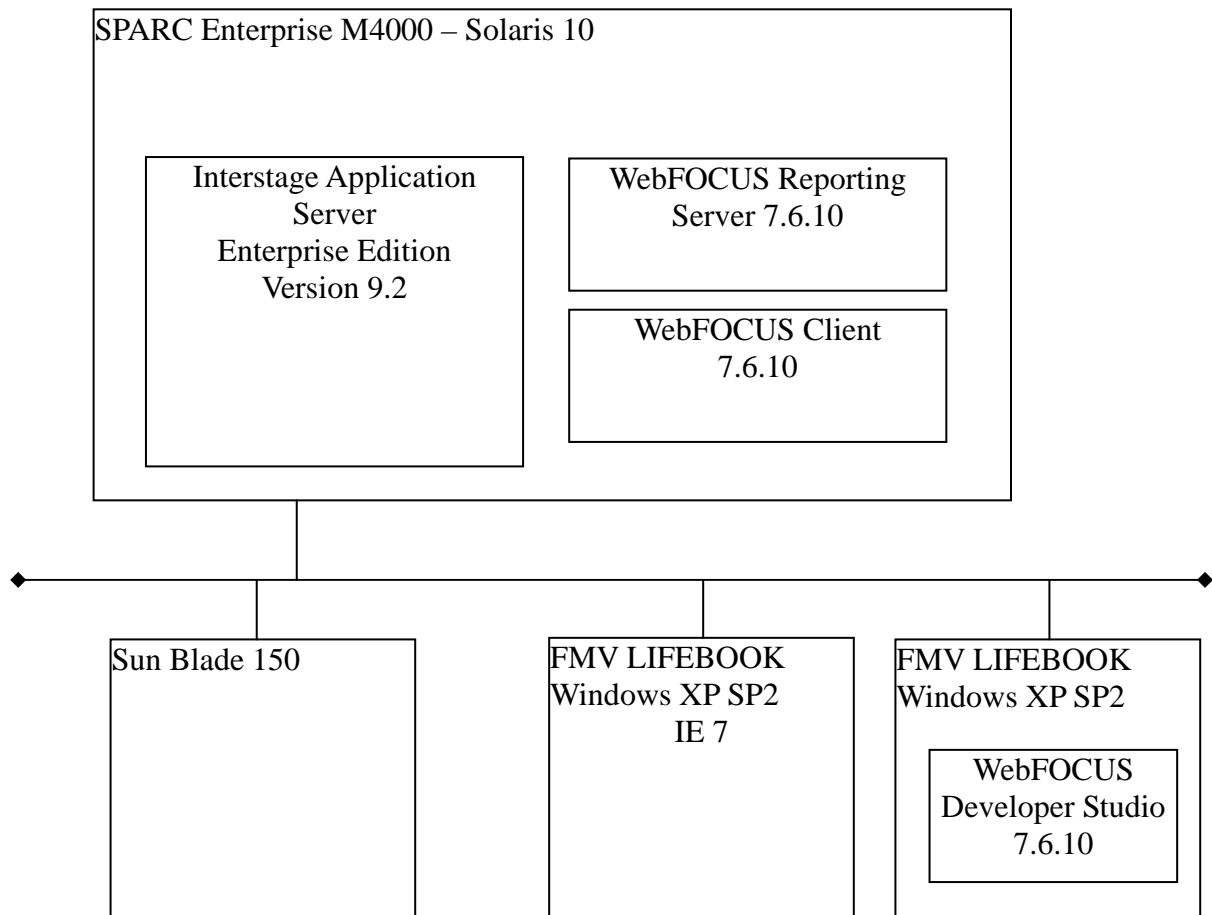 SPARC Enterprise M4000 – Solaris 10
Interstage Application
Server
Enterprise Edition
Version 9.2
WebFOCUS Reporting
Server 7.6.10
WebFOCUS Client
7.6.10
Sun Blade 150
FMV LIFEBOOK
Windows XP SP2
IE 7
FMV LIFEBOOK
Windows XP SP2
WebFOCUS
Developer Studio
7.6.10